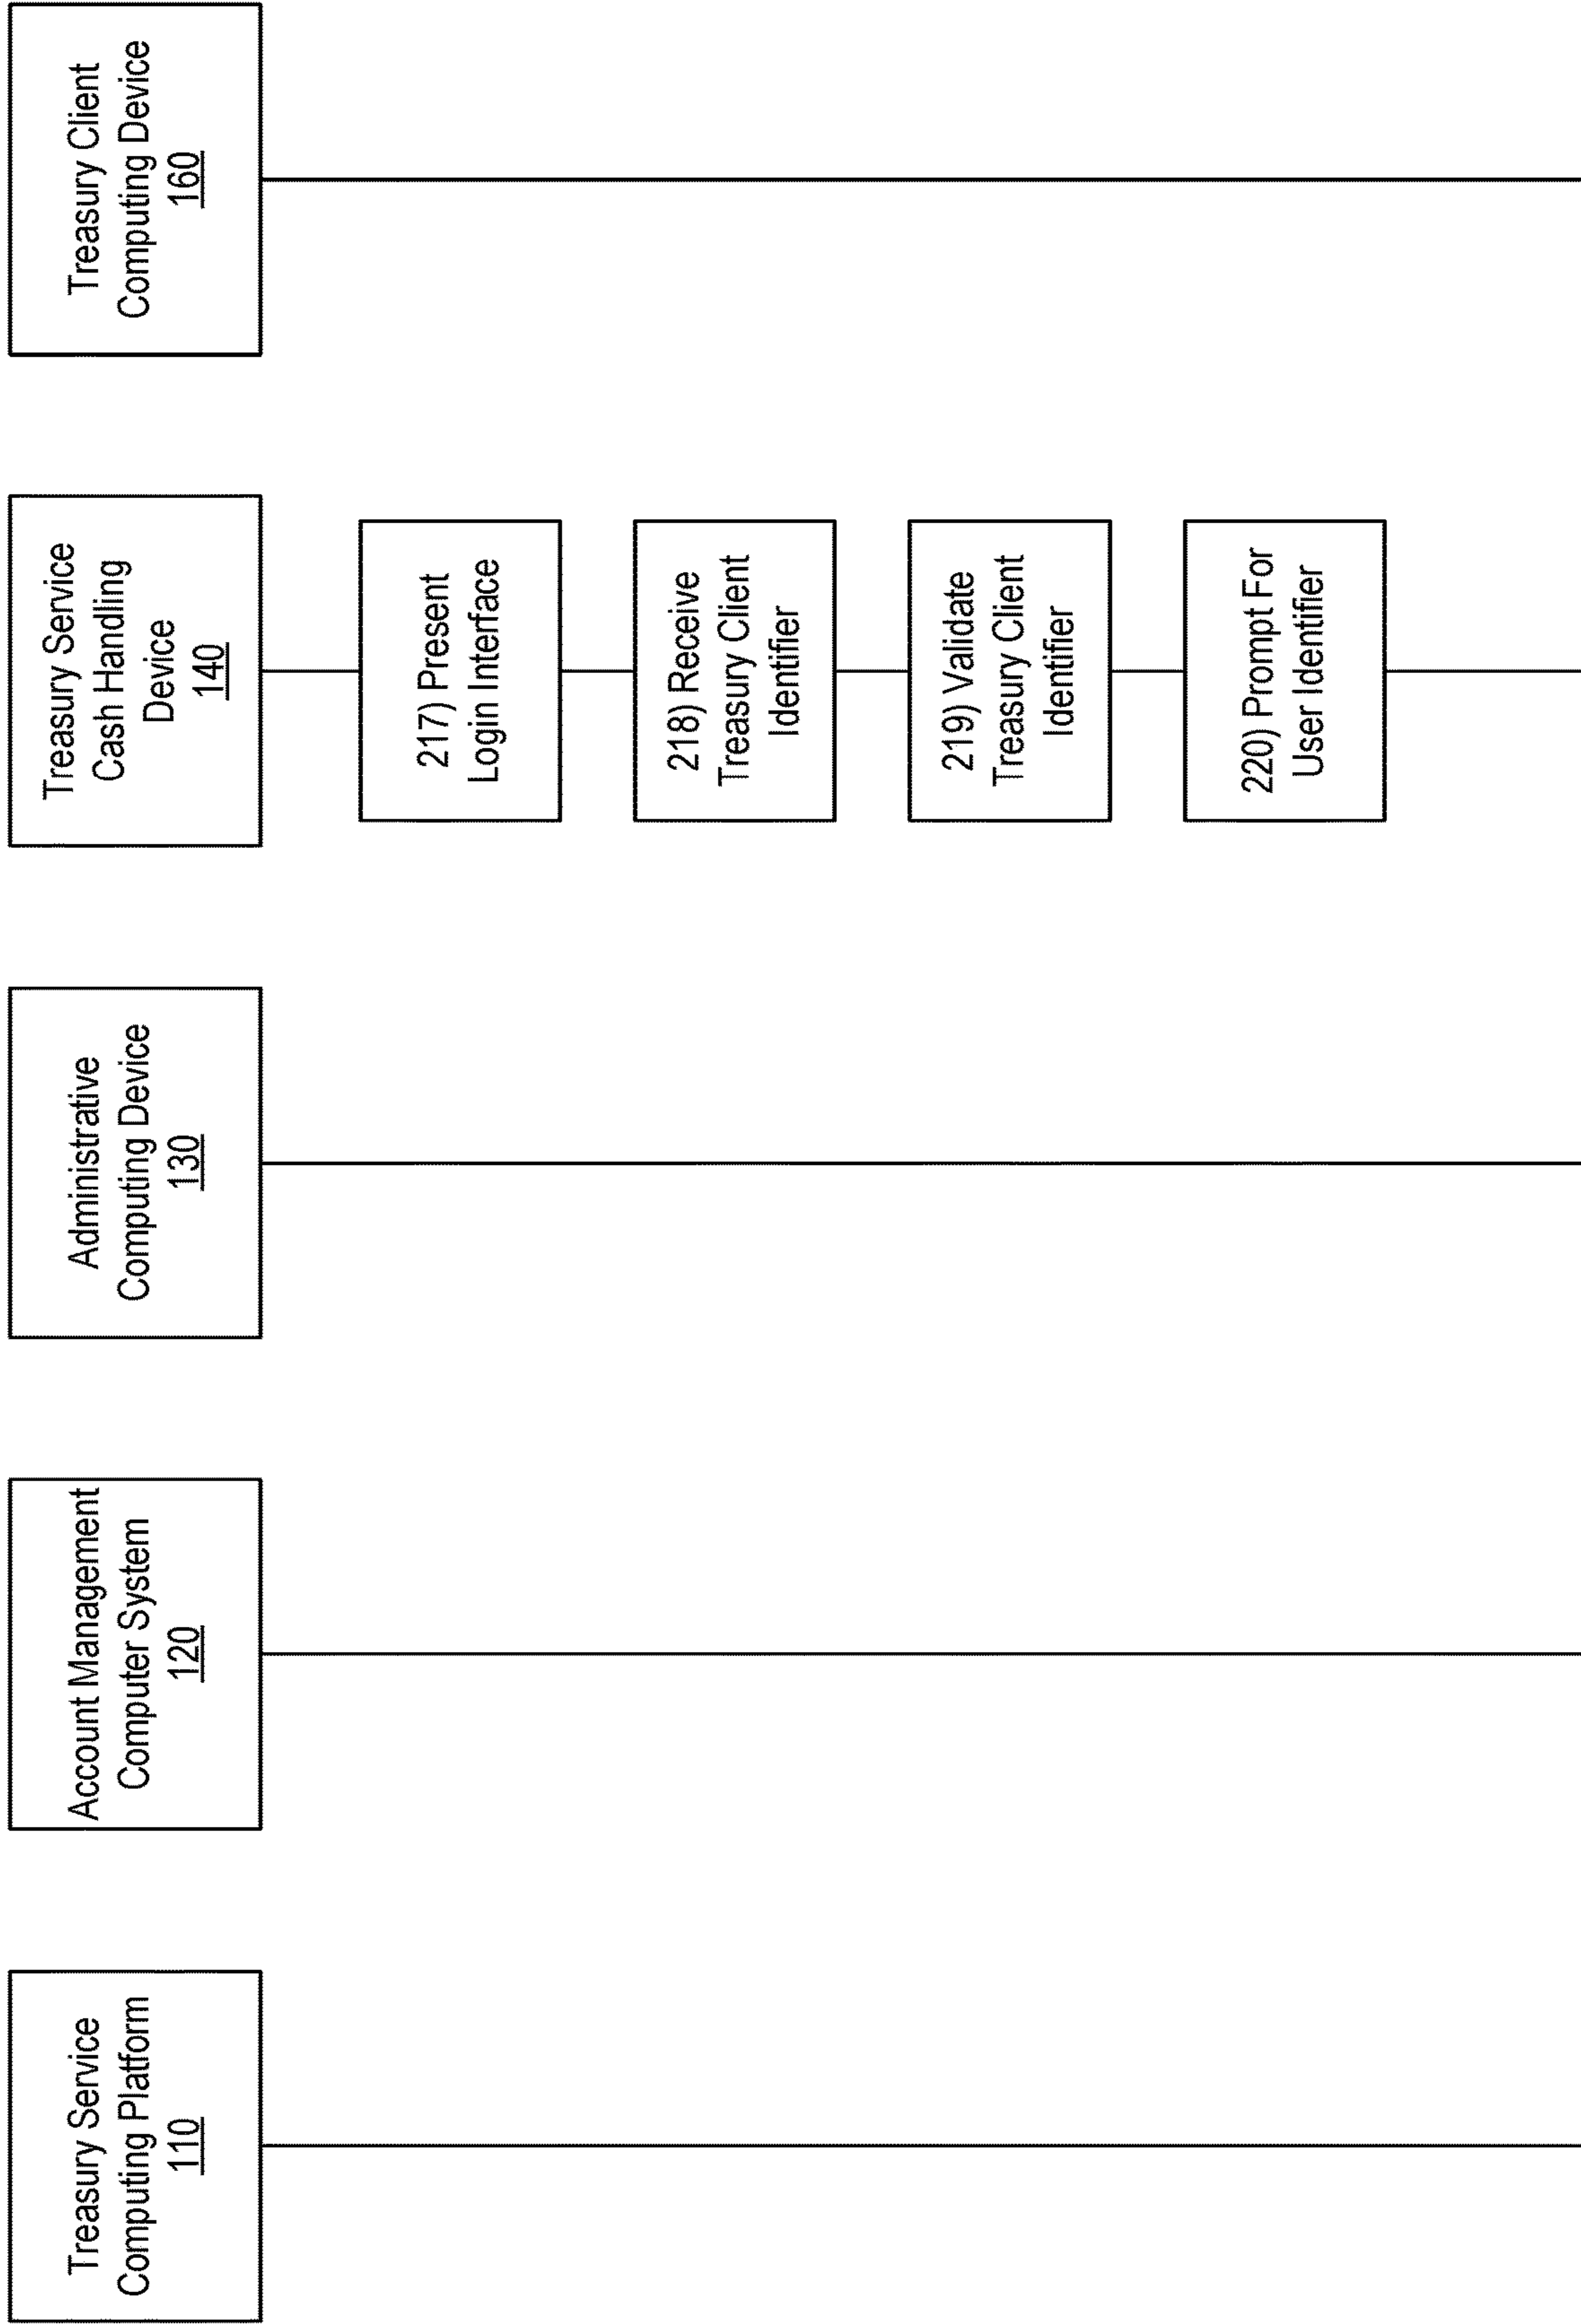 Treasury Service
Computing Platform
110
Account Management
Computer System
120
Administrative
Computing Device
130
Treasury Service
Cash Handling
Device
140
Treasury Client
Computing Device
160
217) Present
Login Interface
218) Receive
Treasury Client
Identifier
219) Validate
Treasury Client
Identifier
220) Prompt For
User Identifier